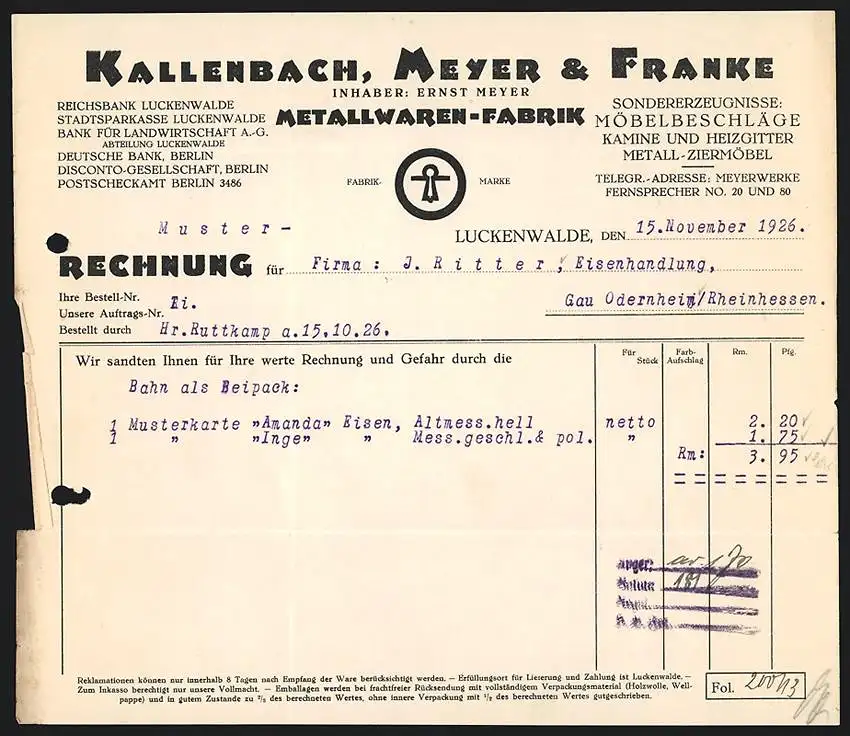 KALLENBACH, MEYER & FRANKE
INHABER: ERNST MEYER
METALLWAREN-FABRIK
REICHSBANK LUCKENWALDE
STADTSPARKASSE LUCKENWALDE
BANK FÜR LANDWIRTSCHAFT A.-G.
ABTEILUNG LUCKENWALDE
DEUTSCHE BANK, BERLIN
DISCONTO-GESELLSCHAFT, BERLIN
POSTSCHECKAMT BERLIN 3486
SONDERERZEUGNISSE:
MÖBELBESCHLÄGE
KAMINE UND HEIZGITTER
METALL-ZIERMÖBEL
TELEGR.-ADRESSE: MEYERWERKE
FERNSPRECHER NO. 20 UND 80
FABRIK- MARKE
Muster-
LUCKENWALDE, DEN 15.November 1926.
RECHNUNG für Firma : J. Ritter, Eisenhandlung,
Gau Odernheim/Rheinhessen.
Ihre Bestell-Nr.
Unsere Auftrags-Nr. Ei.
Bestellt durch Hr.Ruttkamp a.15.10.26.
Wir sandten Ihnen für Ihre werte Rechnung und Gefahr durch die
Für Stück Farb-Aufschlag Rm. Pfg.
Bahn als Beipack:
1 Musterkarte "Amanda" Eisen, Altmess.hell netto 2. 20
1 " "Inge" " Mess.geschl.& pol. " 1. 75
Rm: 3. 95
181
Reklamationen können nur innerhalb 8 Tagen nach Empfang der Ware berücksichtigt werden. – Erfüllungsort für Lieferung und Zahlung ist Luckenwalde. –
Zum Inkasso berechtigt nur unsere Vollmacht. – Emballagen werden bei frachtfreier Rücksendung mit vollständigem Verpackungsmaterial (Holzwolle, Well-
pappe) und in gutem Zustande zu 2/3 des berechneten Wertes, ohne innere Verpackung mit 1/2 des berechneten Wertes gutgeschrieben.
Fol.